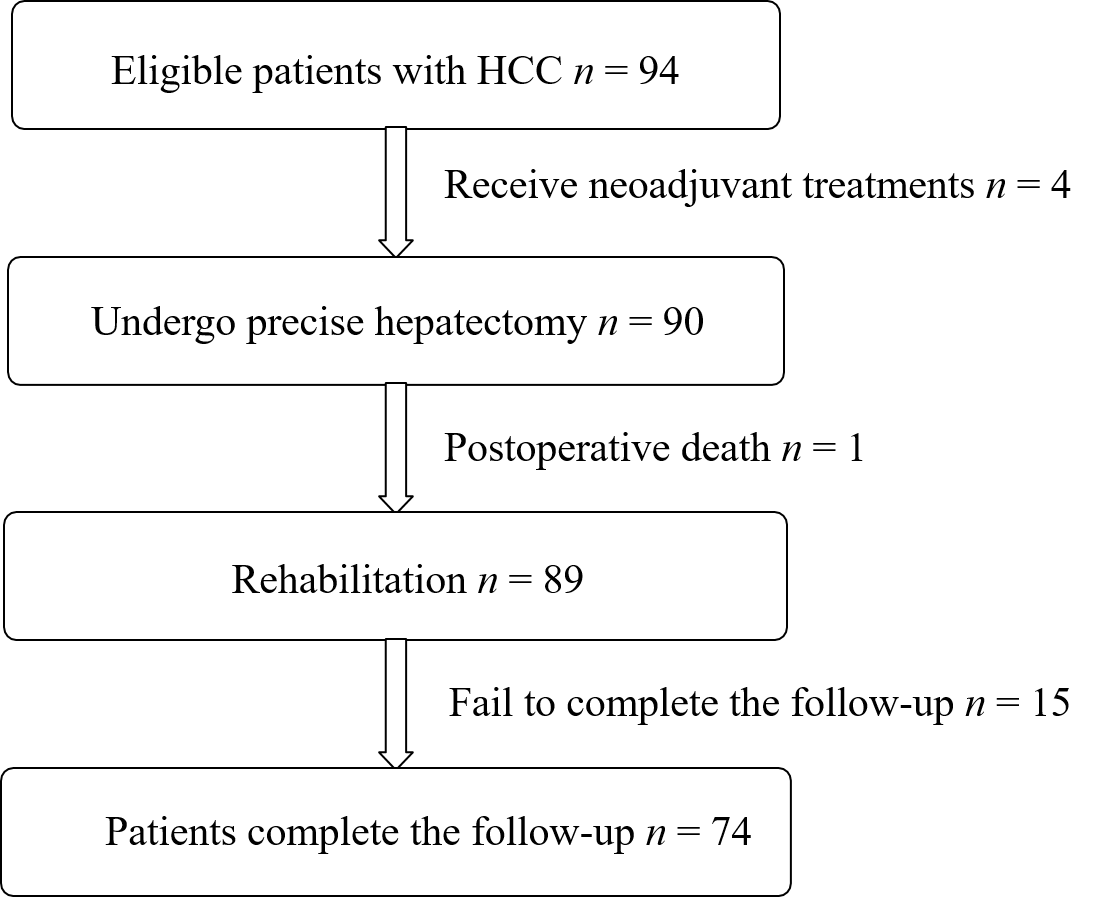 Eligible patients with HCC n = 94
Receive neoadjuvant treatments n = 4
Undergo precise hepatectomy n = 90
Postoperative death n = 1
Rehabilitation n = 89
Fail to complete the follow-up n = 15
Patients complete the follow-up n = 74